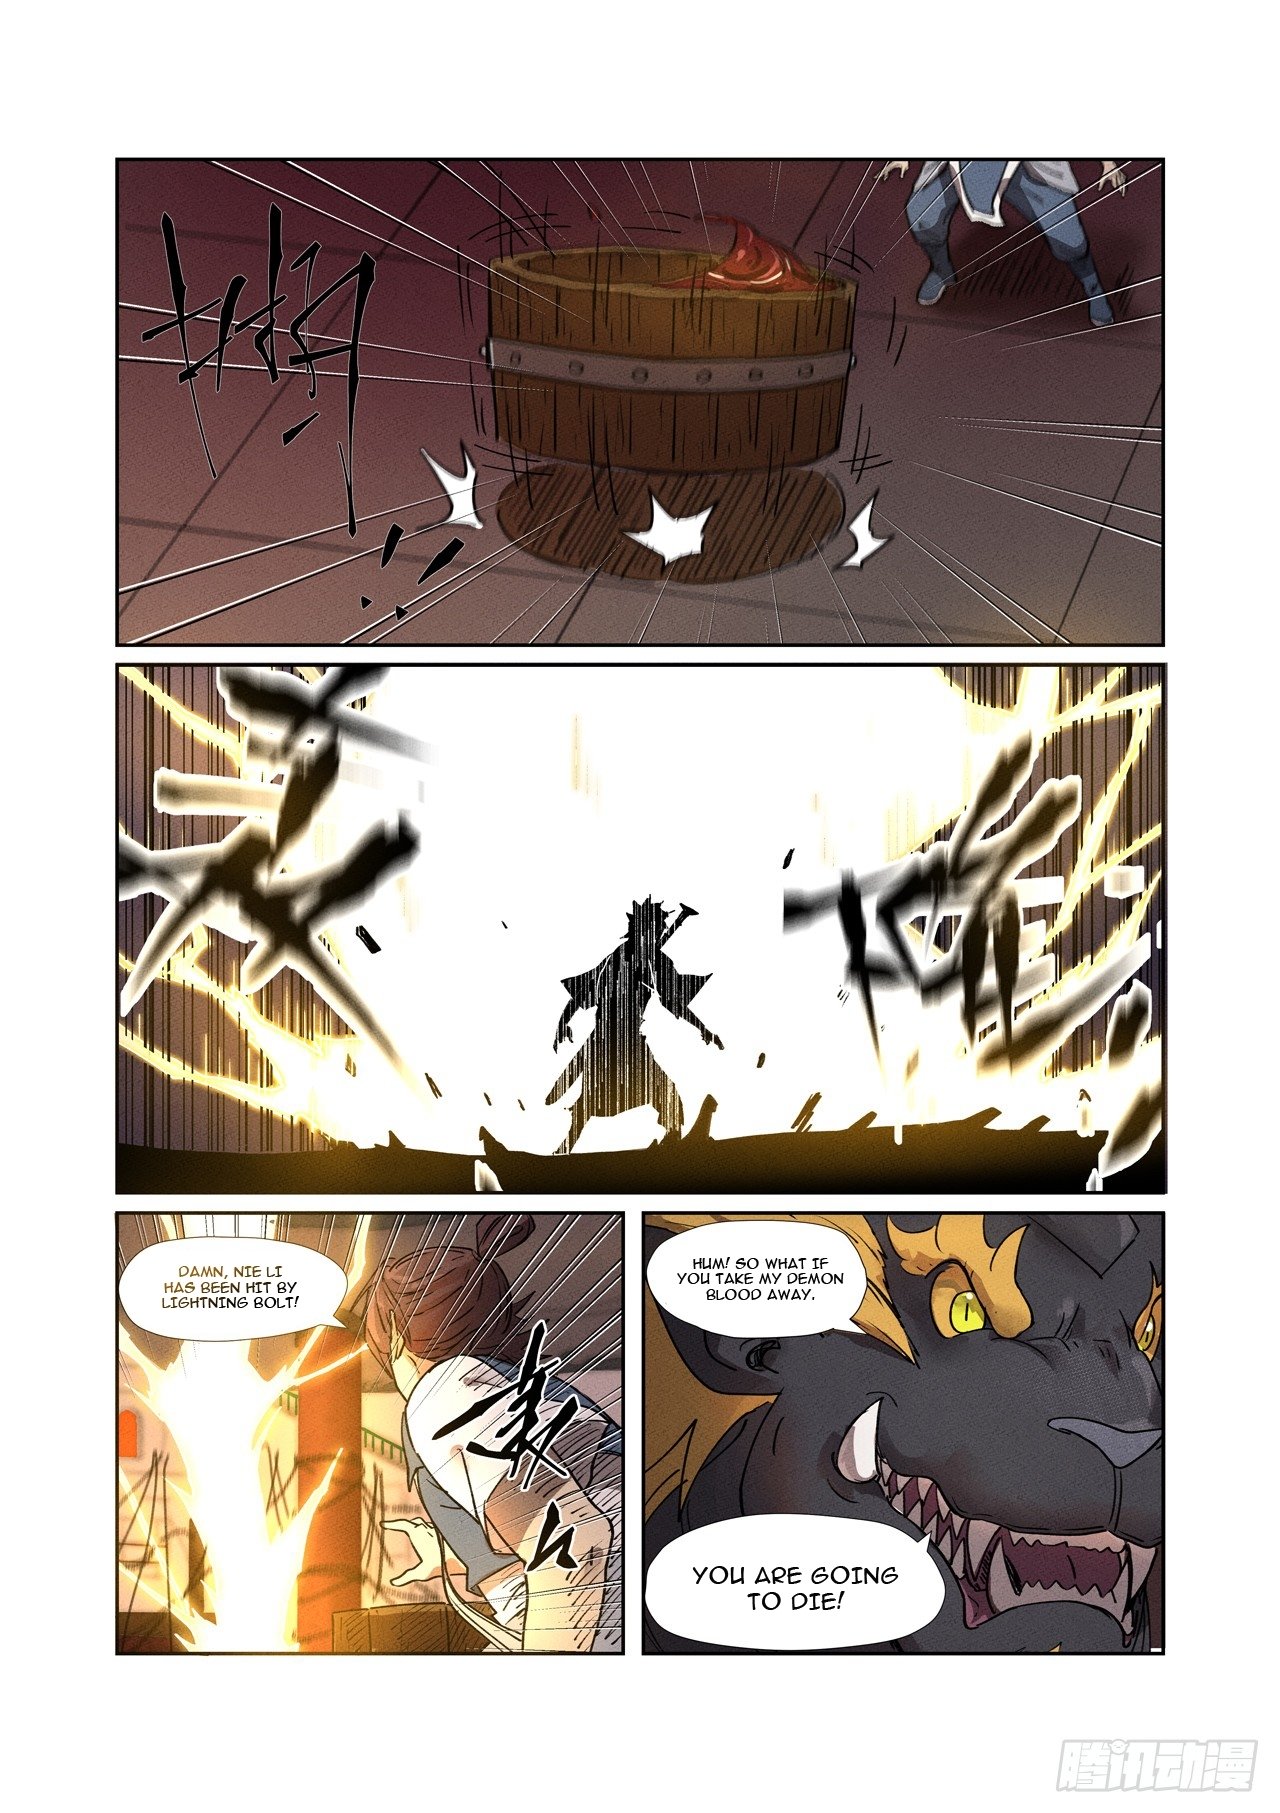 DAMN, NIE LI
HAS BEEN HIT BY
LIGHTNING BOLT!
HUM! SO WHAT IF
YOU TAKE MY DEMON
BLOOD AWAY.
YOU ARE GOING
TO DIE!
腾讯动漫